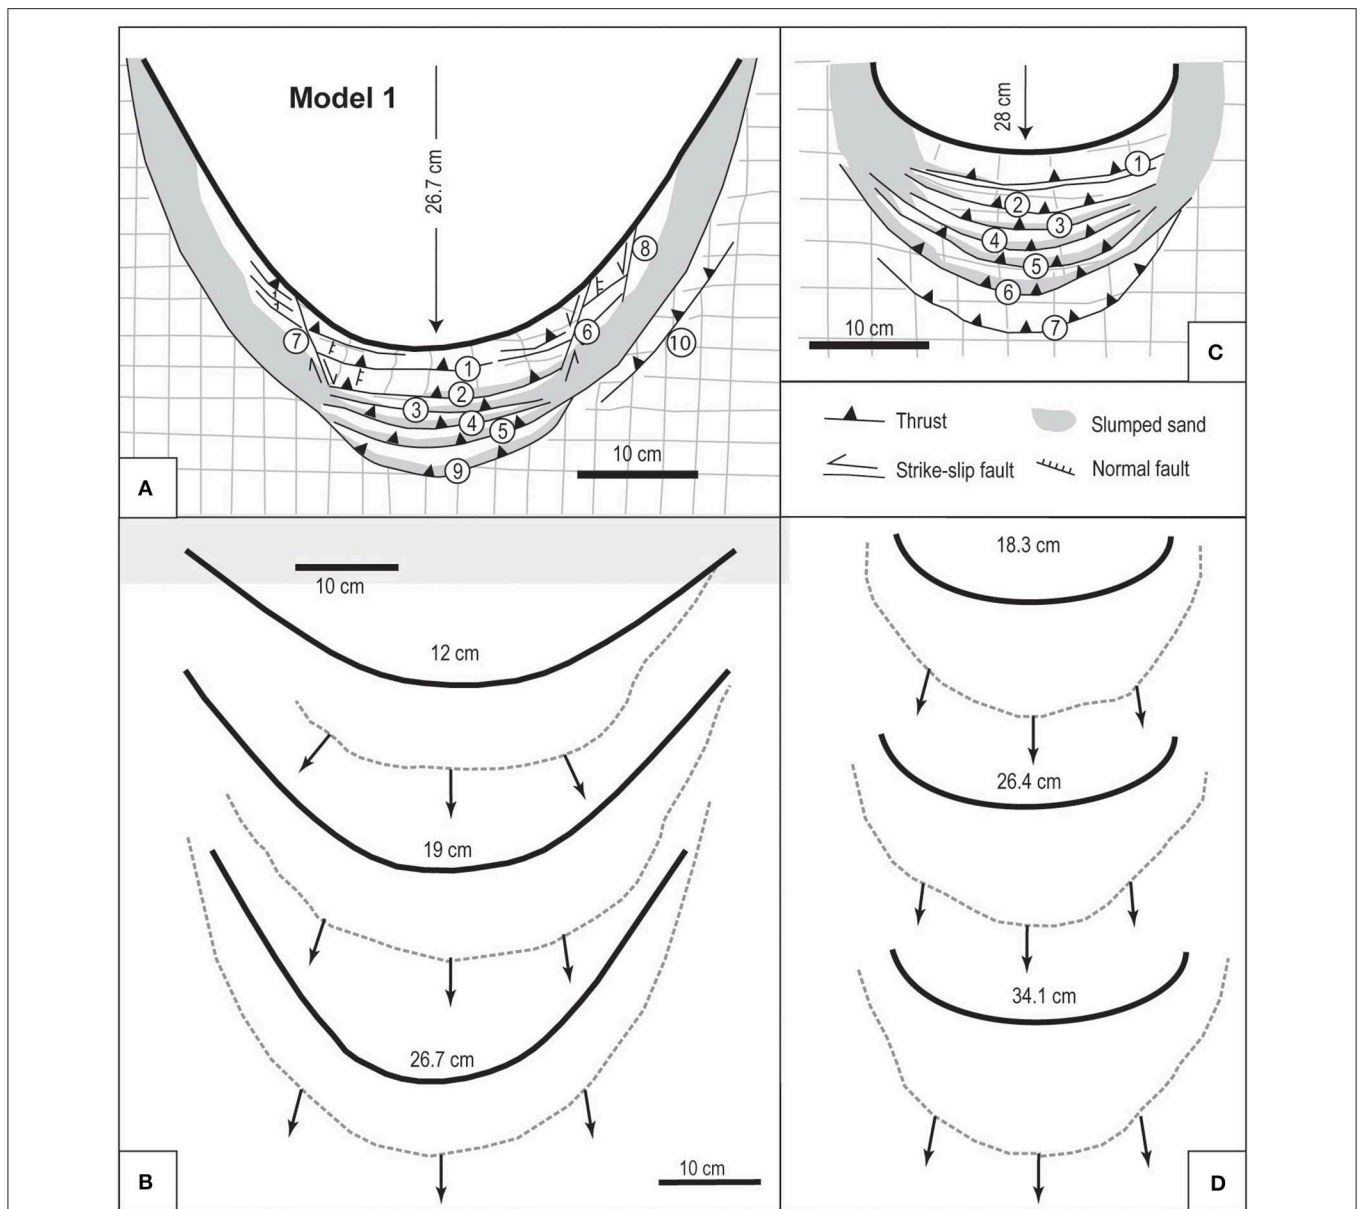 Model 1
26.7 cm
8
10
7
6
1
2
3
4
5
9
10 cm
A
28 cm
1
2
3
4
5
6
7
10 cm
C
Thrust
Slumped sand
Strike-slip fault
Normal fault
10 cm
12 cm
19 cm
26.7 cm
10 cm
B
18.3 cm
26.4 cm
34.1 cm
D